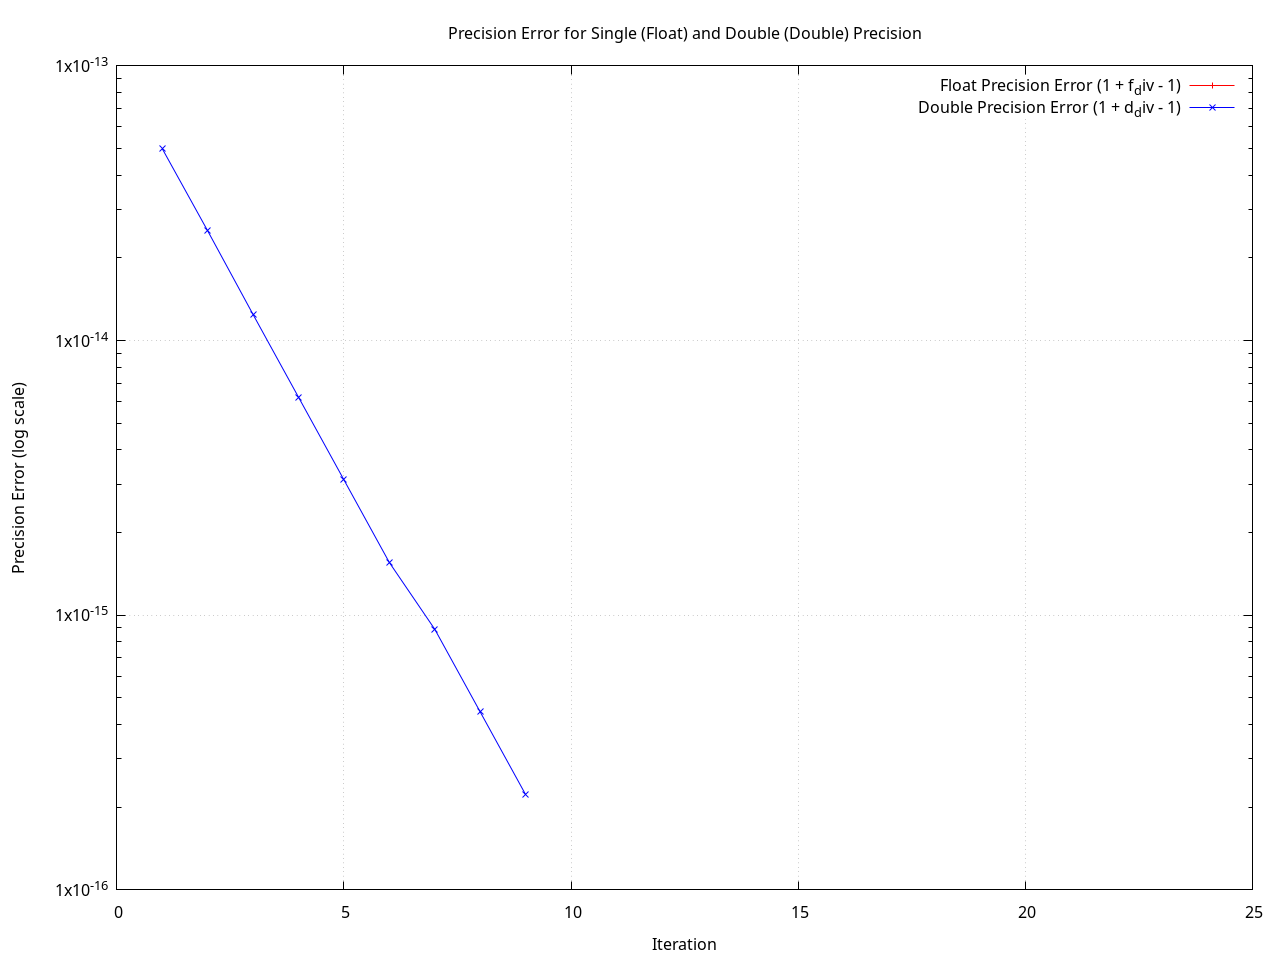 Precision Error for Single (Float) and Double (Double) Precision
1x10^-13
Float Precision Error (1 + f_div - 1)
Double Precision Error (1 + d_div - 1)
1x10^-14
Precision Error (log scale)
1x10^-15
1x10^-16
0 5 10 15 20 25
Iteration